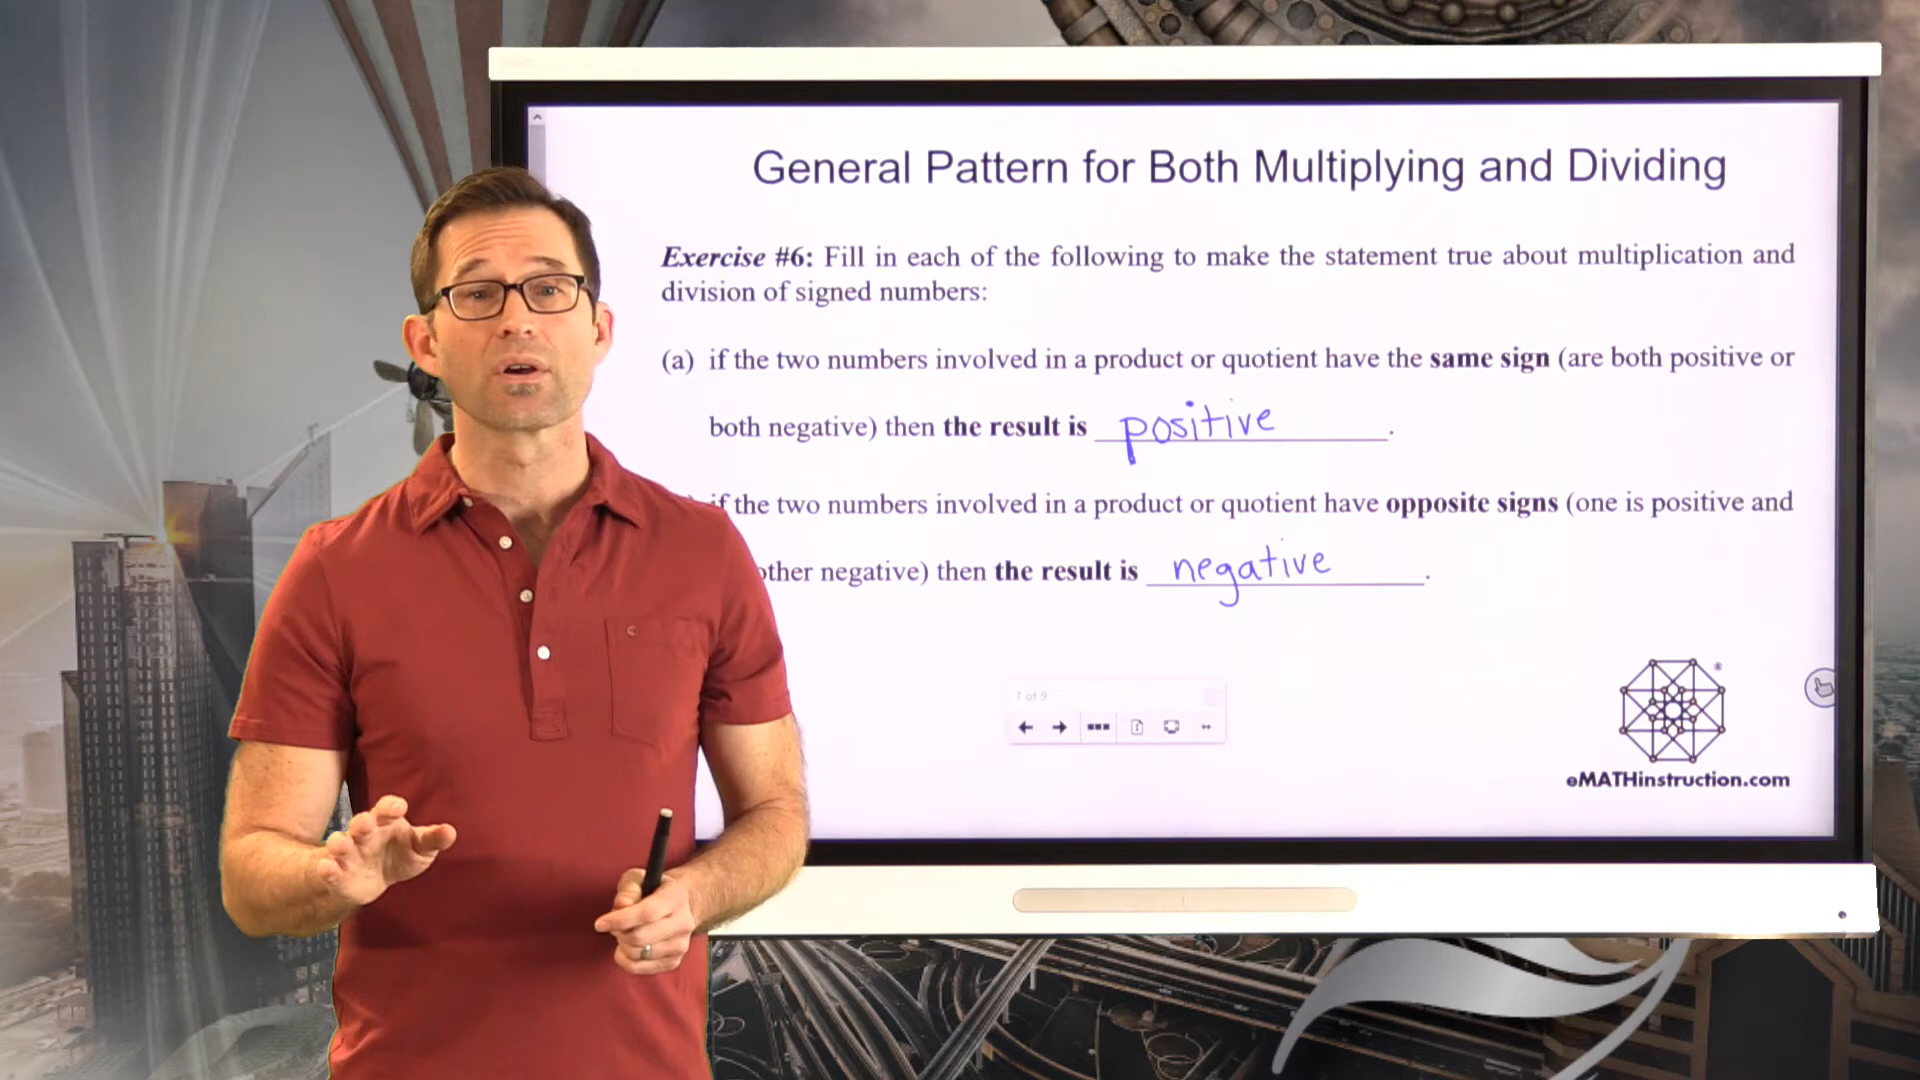 General Pattern for Both Multiplying and Dividing
Exercise #6: Fill in each of the following to make the statement true about multiplication and
division of signed numbers:
(a) if the two numbers involved in a product or quotient have the same sign (are both positive or
both negative) then the result is positive.
if the two numbers involved in a product or quotient have opposite signs (one is positive and
other negative) then the result is negative.
7 of 9
®
eMATHinstruction.com